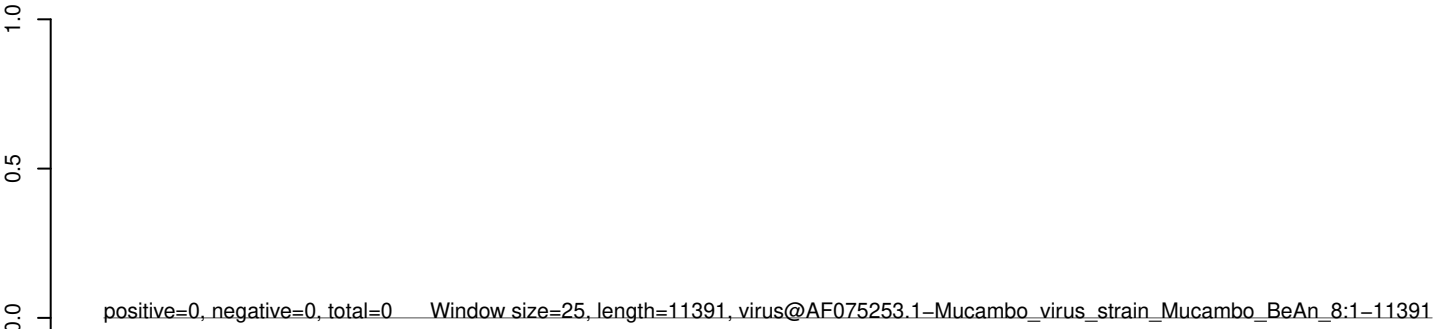 1.0
0.5
0.0
positive=0, negative=0, total=0 Window size=25, length=11391, virus@AF075253.1−Mucambo_virus_strain_Mucambo_BeAn_8:1−11391